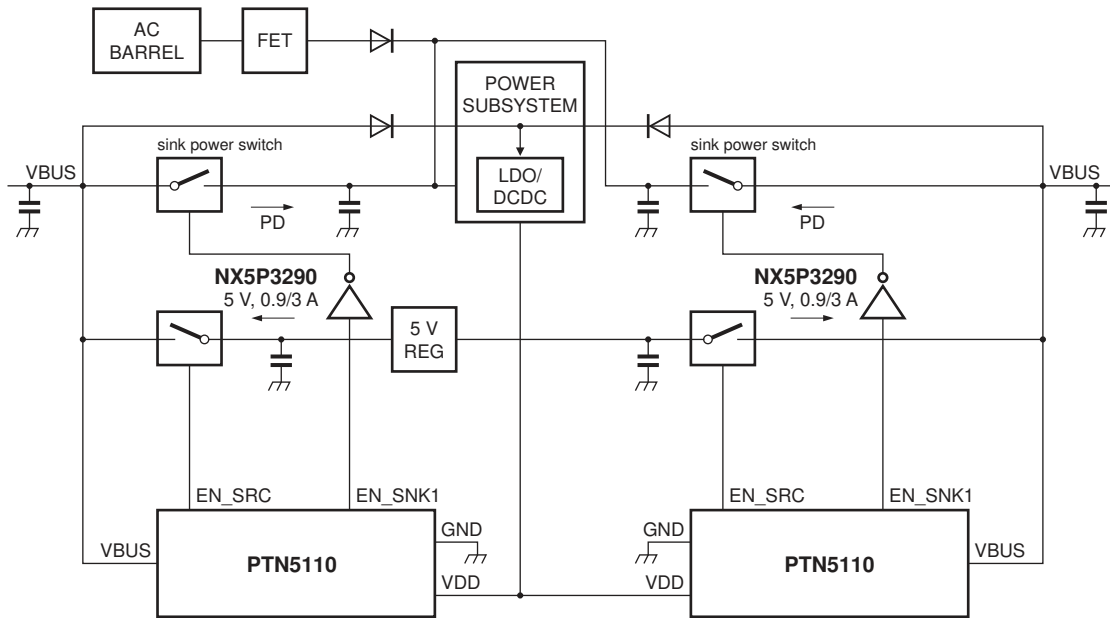 AC
BARREL
FET
POWER
SUBSYSTEM
LDO/
DCDC
VBUS
sink power switch
PD
sink power switch
PD
VBUS
NX5P3290
5 V, 0.9/3 A
5 V
REG
NX5P3290
5 V, 0.9/3 A
EN_SRC
EN_SNK1
EN_SRC
EN_SNK1
VBUS
PTN5110
GND
VDD
GND
VDD
PTN5110
VBUS